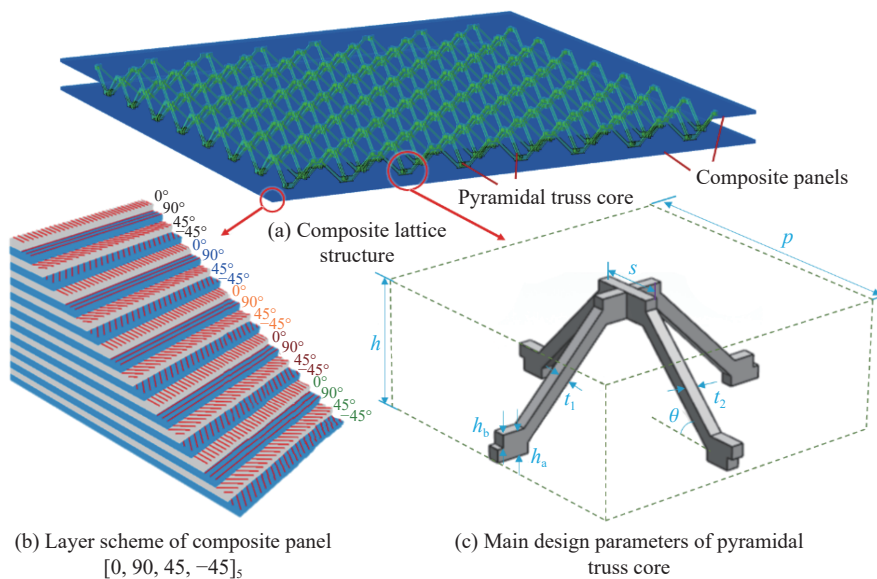 Pyramidal truss core
Composite panels
(a) Composite lattice
structure
0°
90°
45°
−45°
0°
90°
45°
−45°
0°
90°
45°
−45°
0°
90°
45°
−45°
0°
90°
45°
−45°
p
s
h
t₁
t₂
θ
h_b
h_a
(b) Layer scheme of composite panel
[0, 90, 45, −45]₅
(c) Main design parameters of pyramidal
truss core